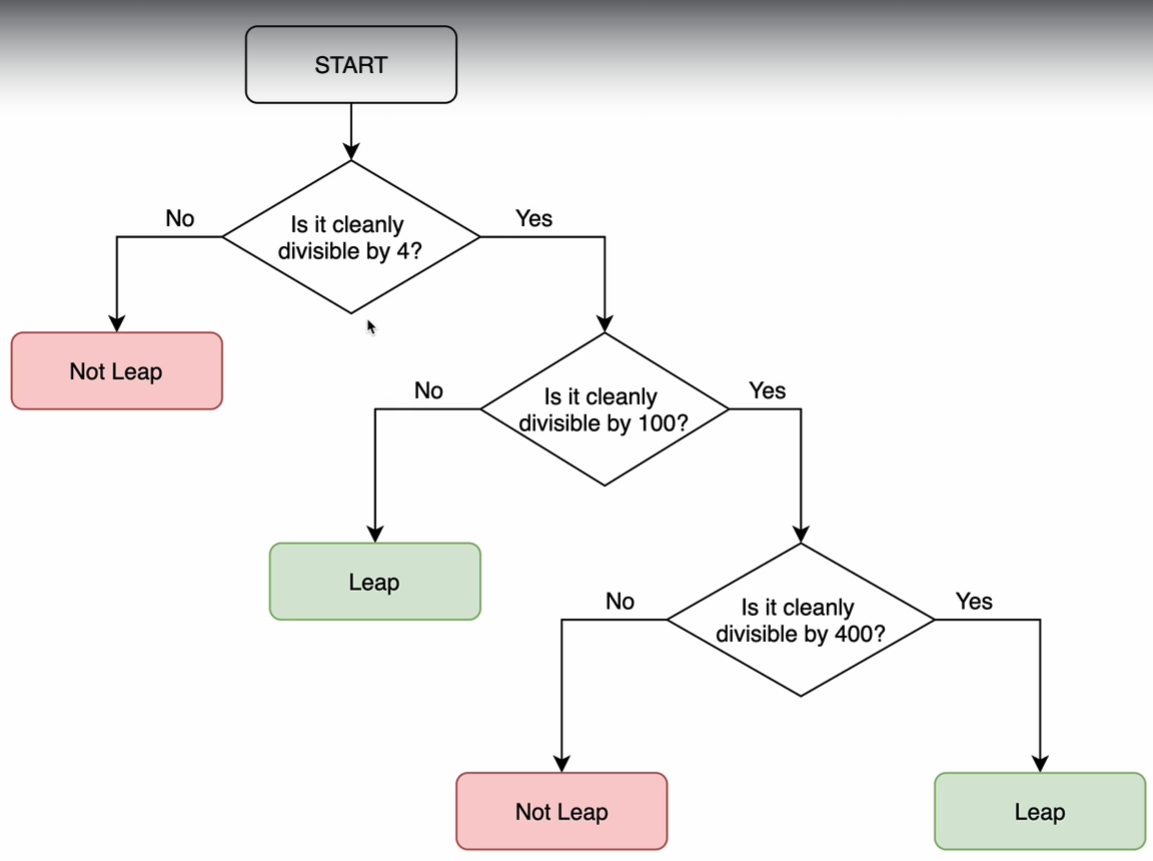 START
No
Yes
Is it cleanly
divisible by 4?
Not Leap
No
Yes
Is it cleanly
divisible by 100?
Leap
No
Yes
Is it cleanly
divisible by 400?
Not Leap
Leap